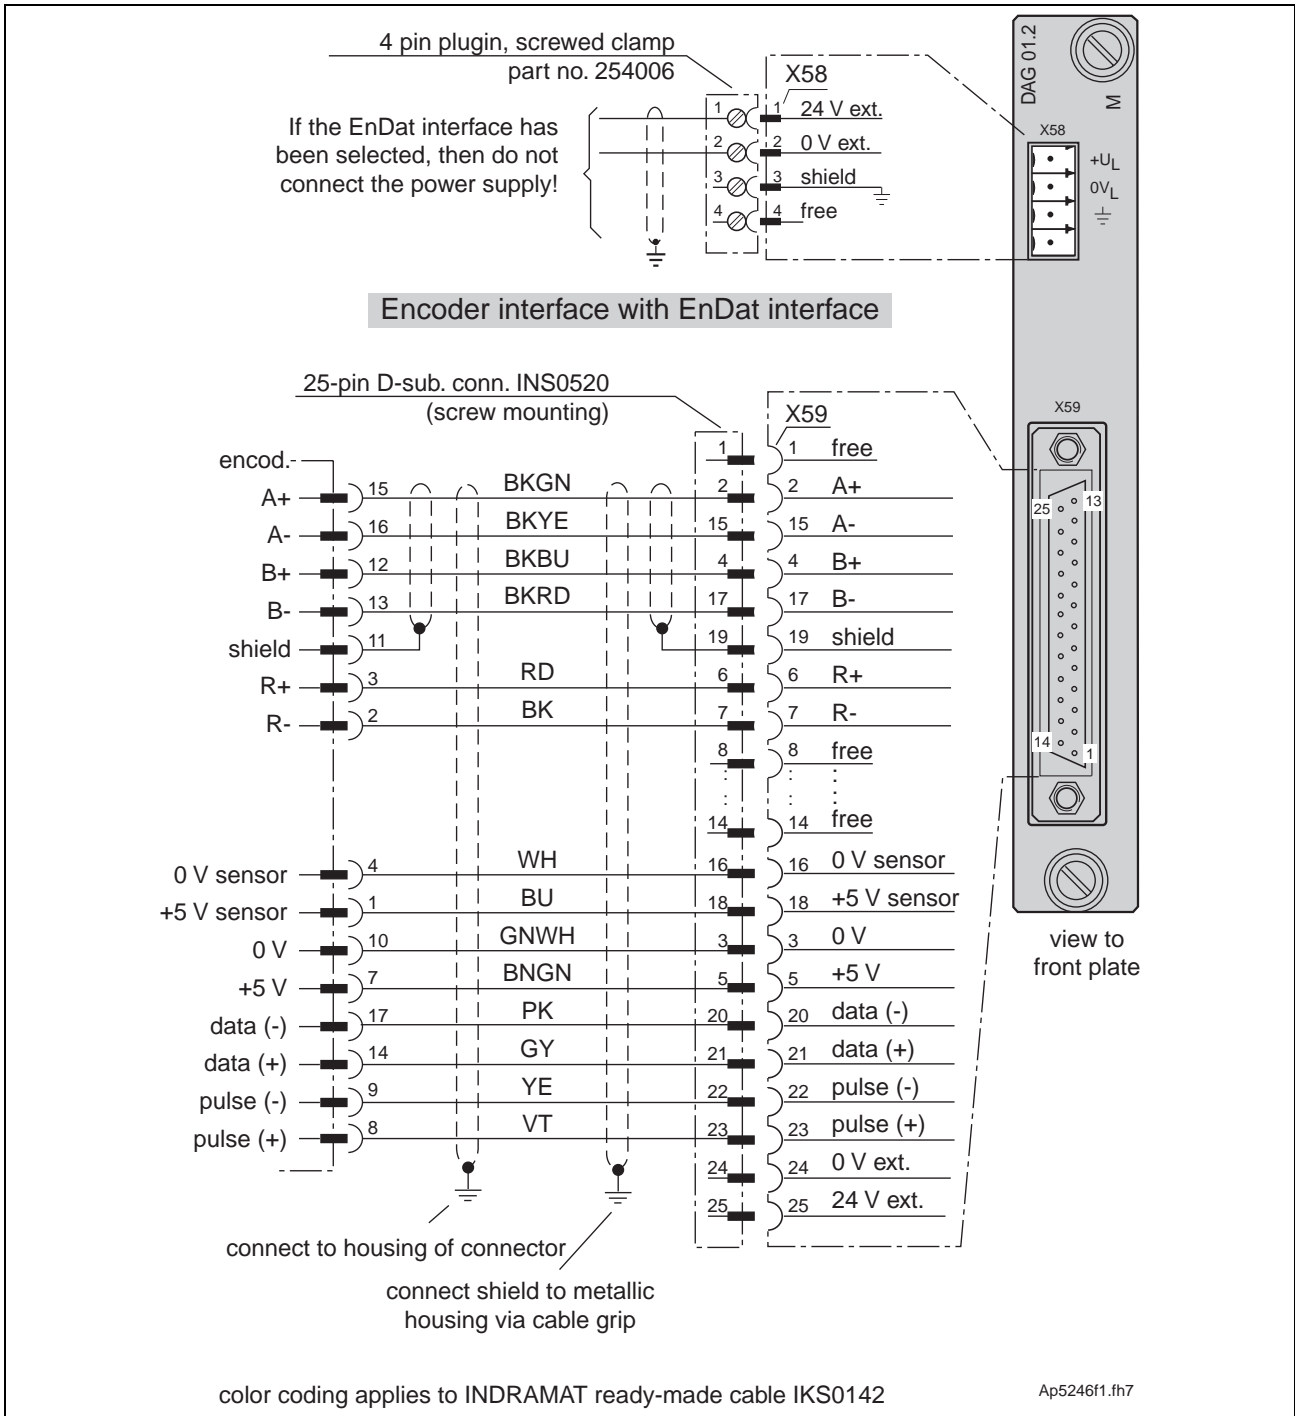 4 pin plugin, screwed clamp
part no. 254006
X58
1 1 24 V ext.
2 2 0 V ext.
3 3 shield
4 4 free
If the EnDat interface has
been selected, then do not
connect the power supply!
DAG 01.2
M
X58
+UL
0VL
Encoder interface with EnDat interface
25-pin D-sub. conn. INS0520
(screw mounting)
X59
X59
encod. 1 1 free
A+ 15 BKGN 2 2 A+
A- 16 BKYE 15 15 A-
B+ 12 BKBU 4 4 B+
B- 13 BKRD 17 17 B-
shield 11 19 19 shield
R+ 3 RD 6 6 R+
R- 2 BK 7 7 R-
8 8 free
14 14 free
0 V sensor 4 WH 16 16 0 V sensor
+5 V sensor 1 BU 18 18 +5 V sensor
0 V 10 GNWH 3 3 0 V
+5 V 7 BNGN 5 5 +5 V
data (-) 17 PK 20 20 data (-)
data (+) 14 GY 21 21 data (+)
pulse (-) 9 YE 22 22 pulse (-)
pulse (+) 8 VT 23 23 pulse (+)
24 24 0 V ext.
25 25 24 V ext.
25 13
14 1
view to
front plate
connect to housing of connector
connect shield to metallic
housing via cable grip
color coding applies to INDRAMAT ready-made cable IKS0142
Ap5246f1.fh7